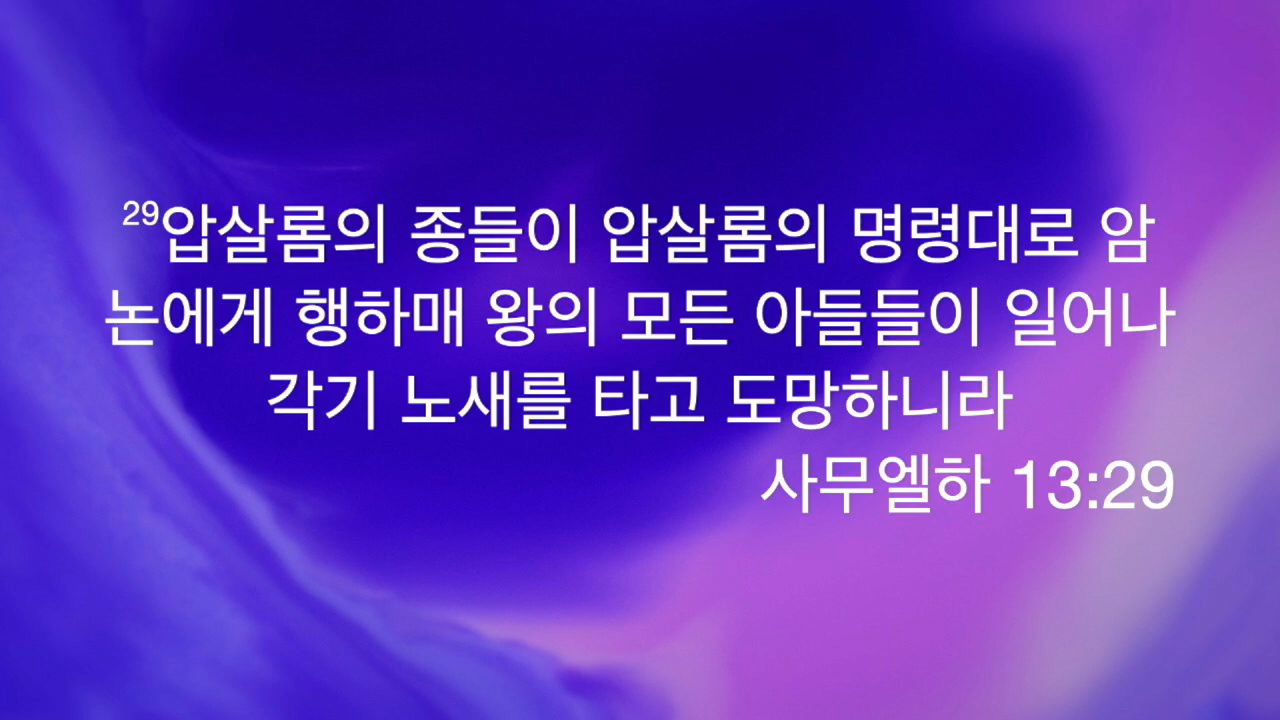 29압살롬의 종들이 압살롬의 명령대로 암
논에게 행하매 왕의 모든 아들들이 일어나
각기 노새를 타고 도망하니라
사무엘하 13:29